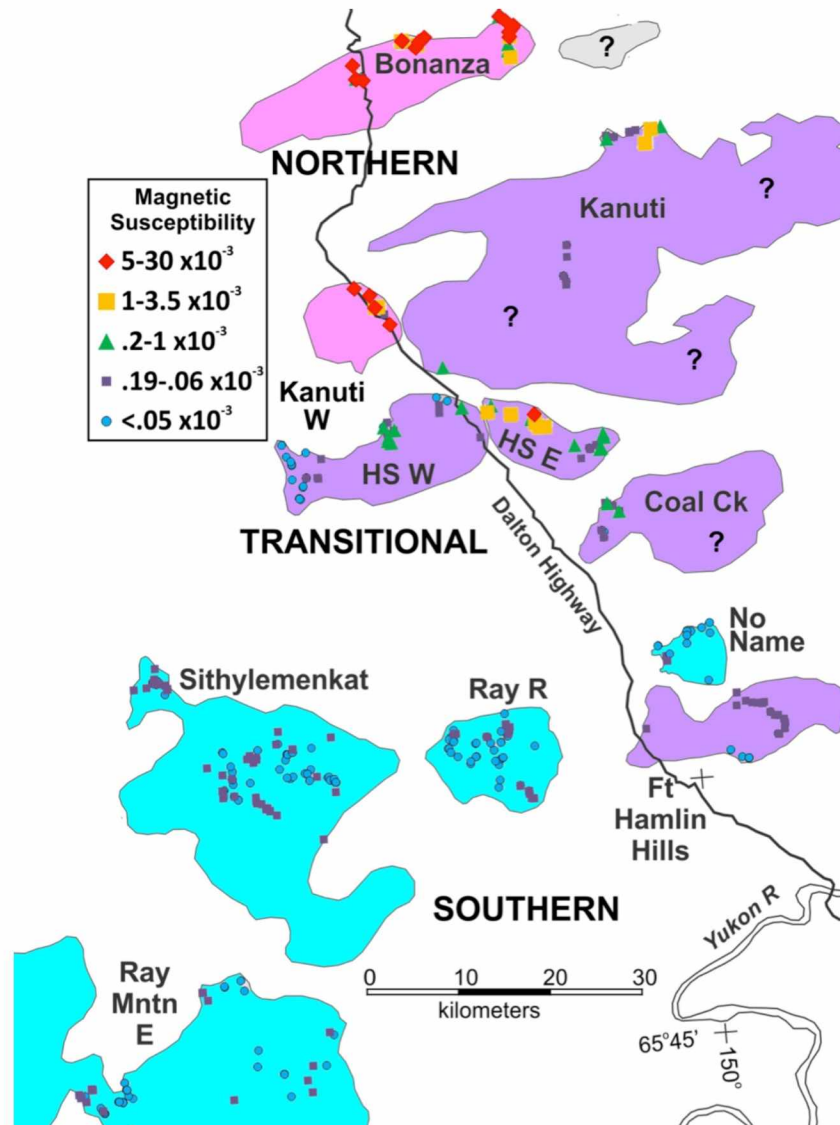 Bonanza
?
NORTHERN
Magnetic
Susceptibility
5-30 x10⁻³
1-3.5 x10⁻³
.2-1 x10⁻³
.19-.06 x10⁻³
<.05 x10⁻³
Kanuti
?
?
?
Kanuti
W
HS W
HS E
TRANSITIONAL
Coal Ck
?
Dalton Highway
No
Name
Sithylemenkat
Ray R
Ft
Hamlin
Hills
SOUTHERN
Yukon R
Ray
Mntn
E
0 10 20 30
kilometers
65°45'
150°